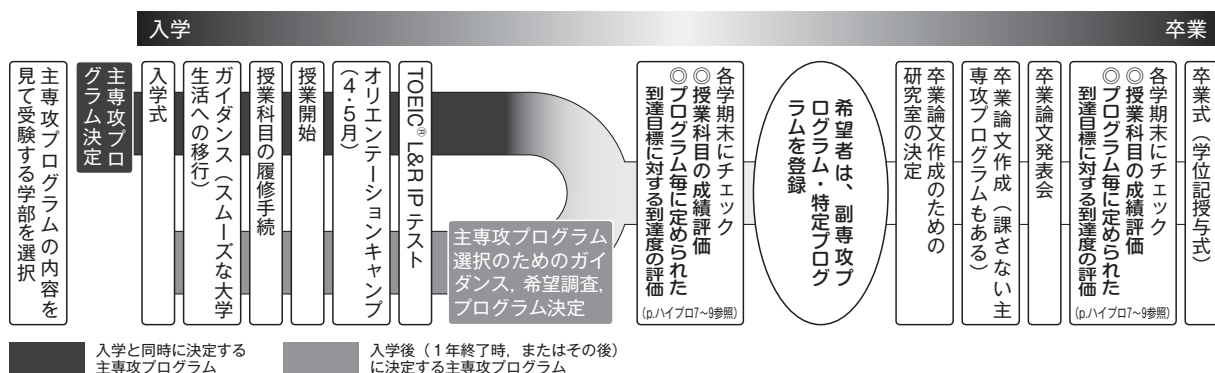 入学
卒業
主専攻プログラムの内容を
見て受験する学部を選択
主専攻プロ
グラム決定
入学式
ガイダンス（スムーズな大学
生活への移行）
授業科目の履修手続
授業開始
オリエンテーションキャンプ
（4・5月）
TOEIC® L&R IP テスト
主専攻プログラム
選択のためのガイ
ダンス，希望調査，
プログラム決定
各学期末にチェック
◎授業科目の成績評価
◎プログラム毎に定められた
到達目標に対する到達度の評価
(p.ハイプロ7～9参照)
希望者は、副専攻プ
ログラム・特定プログ
ラムを登録
卒業論文作成のための
研究室の決定
卒業論文作成（課さない主
専攻プログラムもある）
卒業論文発表会
各学期末にチェック
◎授業科目の成績評価
◎プログラム毎に定められた
到達目標に対する到達度の評価
(p.ハイプロ7～9参照)
卒業式（学位記授与式）
入学と同時に決定する
主専攻プログラム
入学後（１年終了時，またはその後）
に決定する主専攻プログラム